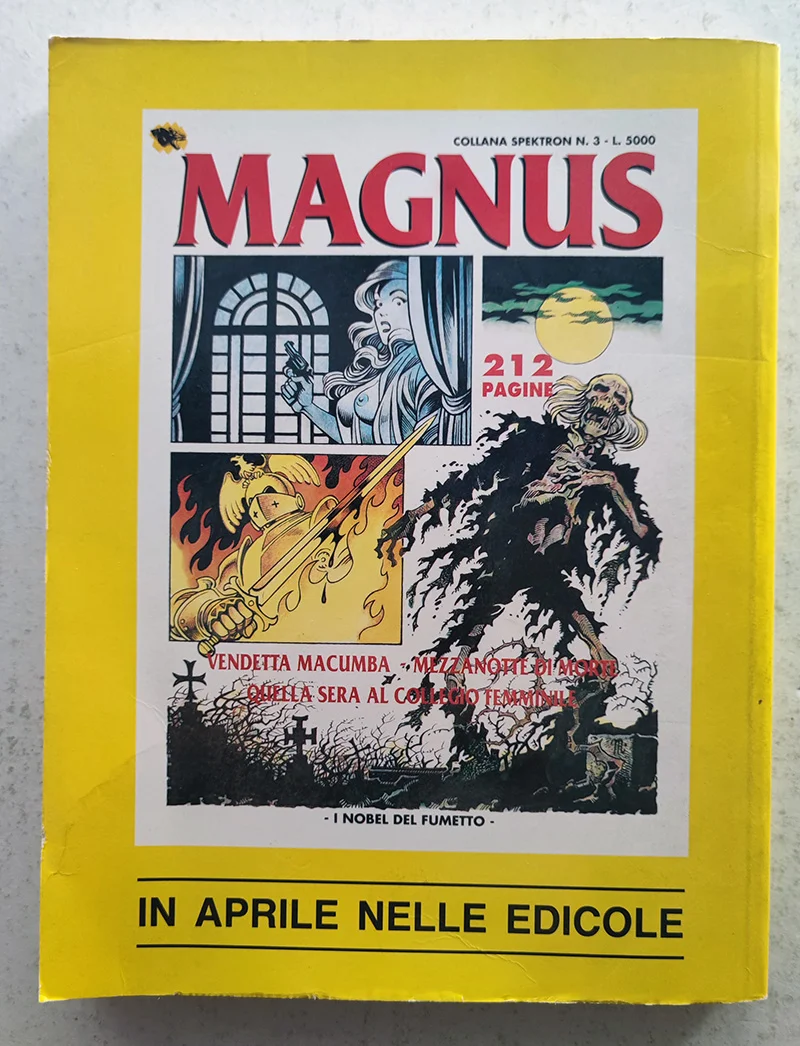 COLLANA SPEKTRON N. 3 - L. 5000
MAGNUS
212
PAGINE
VENDETTA MACUMBA - MEZZANOTTE DI MORTE
QUELLA SERA AL COLLEGIO FEMMINILE
- I NOBEL DEL FUMETTO -
IN APRILE NELLE EDICOLE